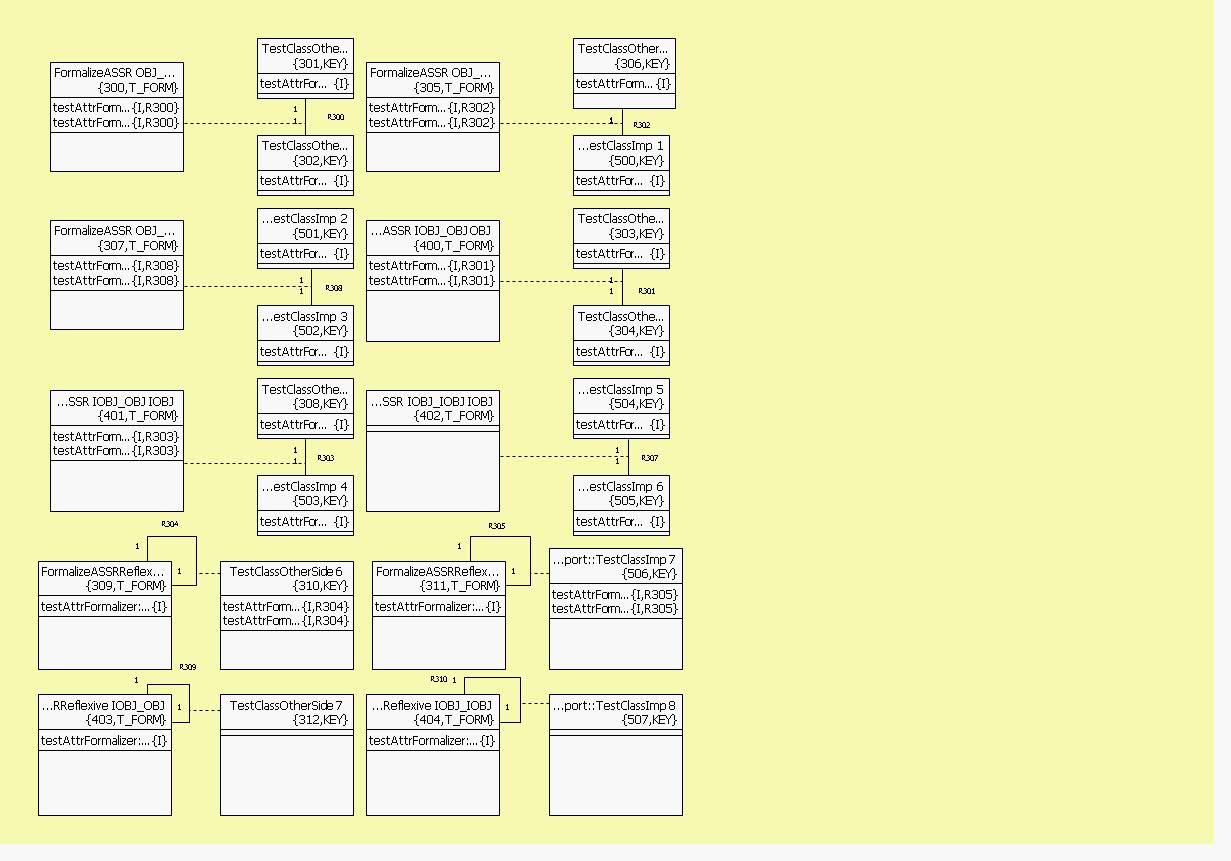 TestClassOthe...
{301,KEY}
testAttrFor... {I}
TestClassOther...
{306,KEY}
testAttrForm... {I}
FormalizeASSR OBJ_...
{300,T_FORM}
testAttrForm... {I,R300}
testAttrForm... {I,R300}
FormalizeASSR OBJ_...
{305,T_FORM}
testAttrForm... {I,R302}
testAttrForm... {I,R302}
1
1
R300
1
R302
TestClassOthe...
{302,KEY}
testAttrFor... {I}
...estClassImp 1
{500,KEY}
testAttrFor... {I}
...estClassImp 2
{501,KEY}
testAttrFor... {I}
TestClassOthe...
{303,KEY}
testAttrFor... {I}
FormalizeASSR OBJ_...
{307,T_FORM}
testAttrForm... {I,R308}
testAttrForm... {I,R308}
...ASSR IOBJ_OBJ OBJ
{400,T_FORM}
testAttrForm... {I,R301}
testAttrForm... {I,R301}
1
1
R308
1
1
R301
...estClassImp 3
{502,KEY}
testAttrFor... {I}
TestClassOthe...
{304,KEY}
testAttrFor... {I}
TestClassOthe...
{308,KEY}
testAttrFor... {I}
...estClassImp 5
{504,KEY}
testAttrFor... {I}
...SSR IOBJ_OBJ IOBJ
{401,T_FORM}
testAttrForm... {I,R303}
testAttrForm... {I,R303}
...SSR IOBJ_IOBJ IOBJ
{402,T_FORM}
1
1
R303
1
1
R307
...estClassImp 4
{503,KEY}
testAttrFor... {I}
...estClassImp 6
{505,KEY}
testAttrFor... {I}
R304
1
1
R305
1
1
FormalizeASSRReflex...
{309,T_FORM}
testAttrFormalizer:... {I}
TestClassOtherSide6
{310,KEY}
testAttrForm... {I,R304}
testAttrForm... {I,R304}
FormalizeASSRReflex...
{311,T_FORM}
testAttrFormalizer:... {I}
...port::TestClassImp 7
{506,KEY}
testAttrForm... {I,R305}
testAttrForm... {I,R305}
R309
1
1
R310
1
1
...RReflexive IOBJ_OBJ
{403,T_FORM}
testAttrFormalizer:... {I}
TestClassOtherSide7
{312,KEY}
...Reflexive IOBJ_IOBJ
{404,T_FORM}
testAttrFormalizer:... {I}
...port::TestClassImp 8
{507,KEY}